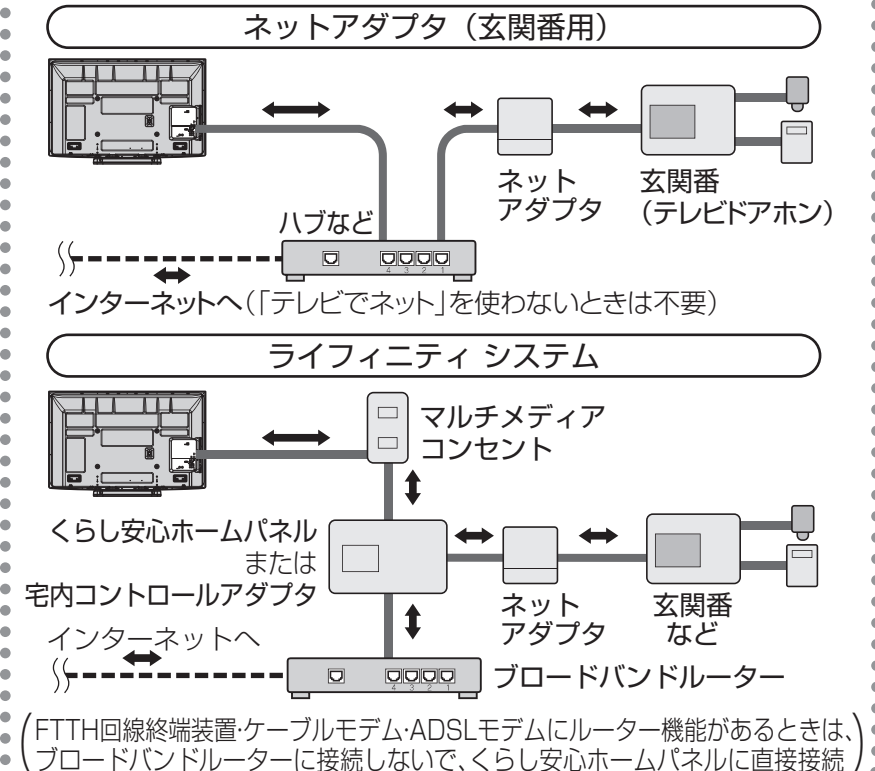 ネットアダプタ（玄関番用）
ネット
アダプタ
玄関番
（テレビドアホン）
ハブなど
4 3 2 1
インターネットへ（「テレビでネット」を使わないときは不要）
ライフィニティ システム
マルチメディア
コンセント
くらし安心ホームパネル
または
宅内コントロールアダプタ
ネット
アダプタ
玄関番
など
インターネットへ
4 3 2 1
ブロードバンドルーター
（FTTH回線終端装置・ケーブルモデム・ADSLモデムにルーター機能があるときは、
ブロードバンドルーターに接続しないで、くらし安心ホームパネルに直接接続）